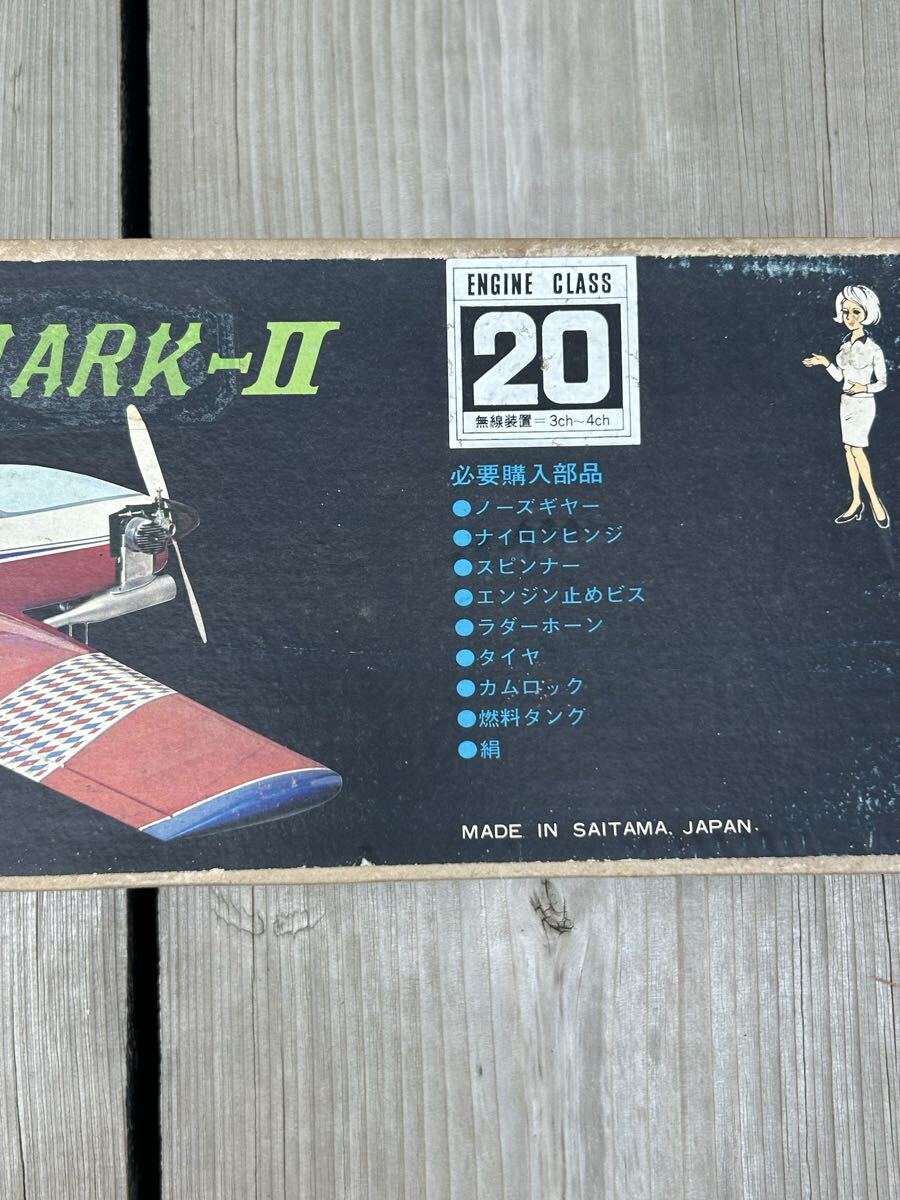 MARK-II
ENGINE CLASS
20
無線装置=3ch~4ch
必要購入部品
●ノーズギヤー
●ナイロンヒンジ
●スピンナー
●エンジン止めビス
●ラダーホーン
●タイヤ
●カムロック
●燃料タング
●絹
MADE IN SAITAMA. JAPAN.